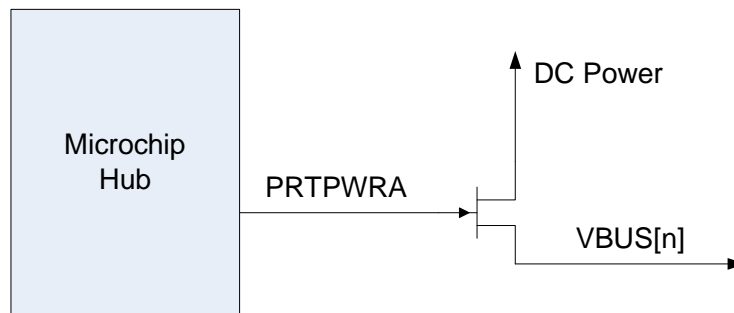 Microchip
Hub
PRTPWRA
DC Power
VBUS[n]